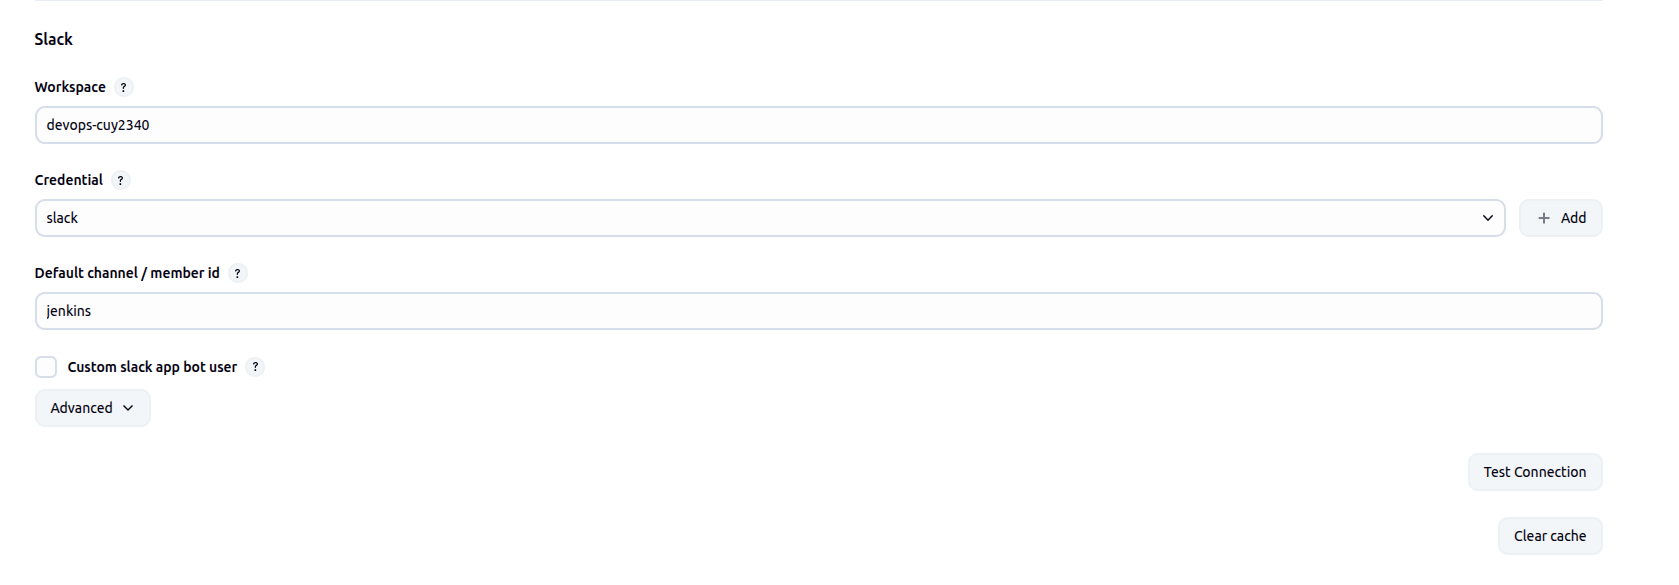 Slack
Workspace ?
devops-cuy2340
Credential ?
slack
+ Add
Default channel / member id ?
jenkins
Custom slack app bot user ?
Advanced
Test Connection
Clear cache